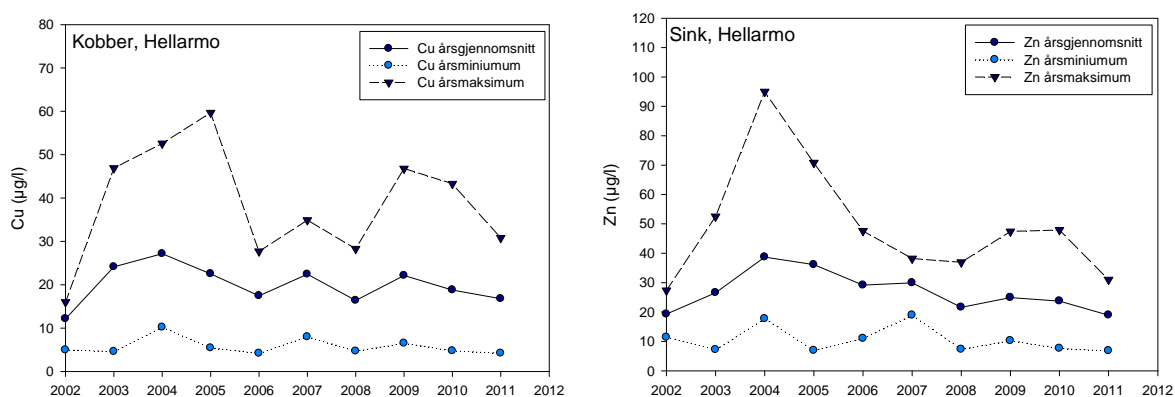 Kobber, Hellarmo
Cu årsgjennomsnitt
Cu årsminiumum
Cu årsmaksimum
Cu (µg/l)
80
70
60
50
40
30
20
10
0
2002 2003 2004 2005 2006 2007 2008 2009 2010 2011 2012
Sink, Hellarmo
Zn årsgjennomsnitt
Zn årsminiumum
Zn årsmaksimum
Zn (µg/l)
120
110
100
90
80
70
60
50
40
30
20
10
0
2002 2003 2004 2005 2006 2007 2008 2009 2010 2011 2012